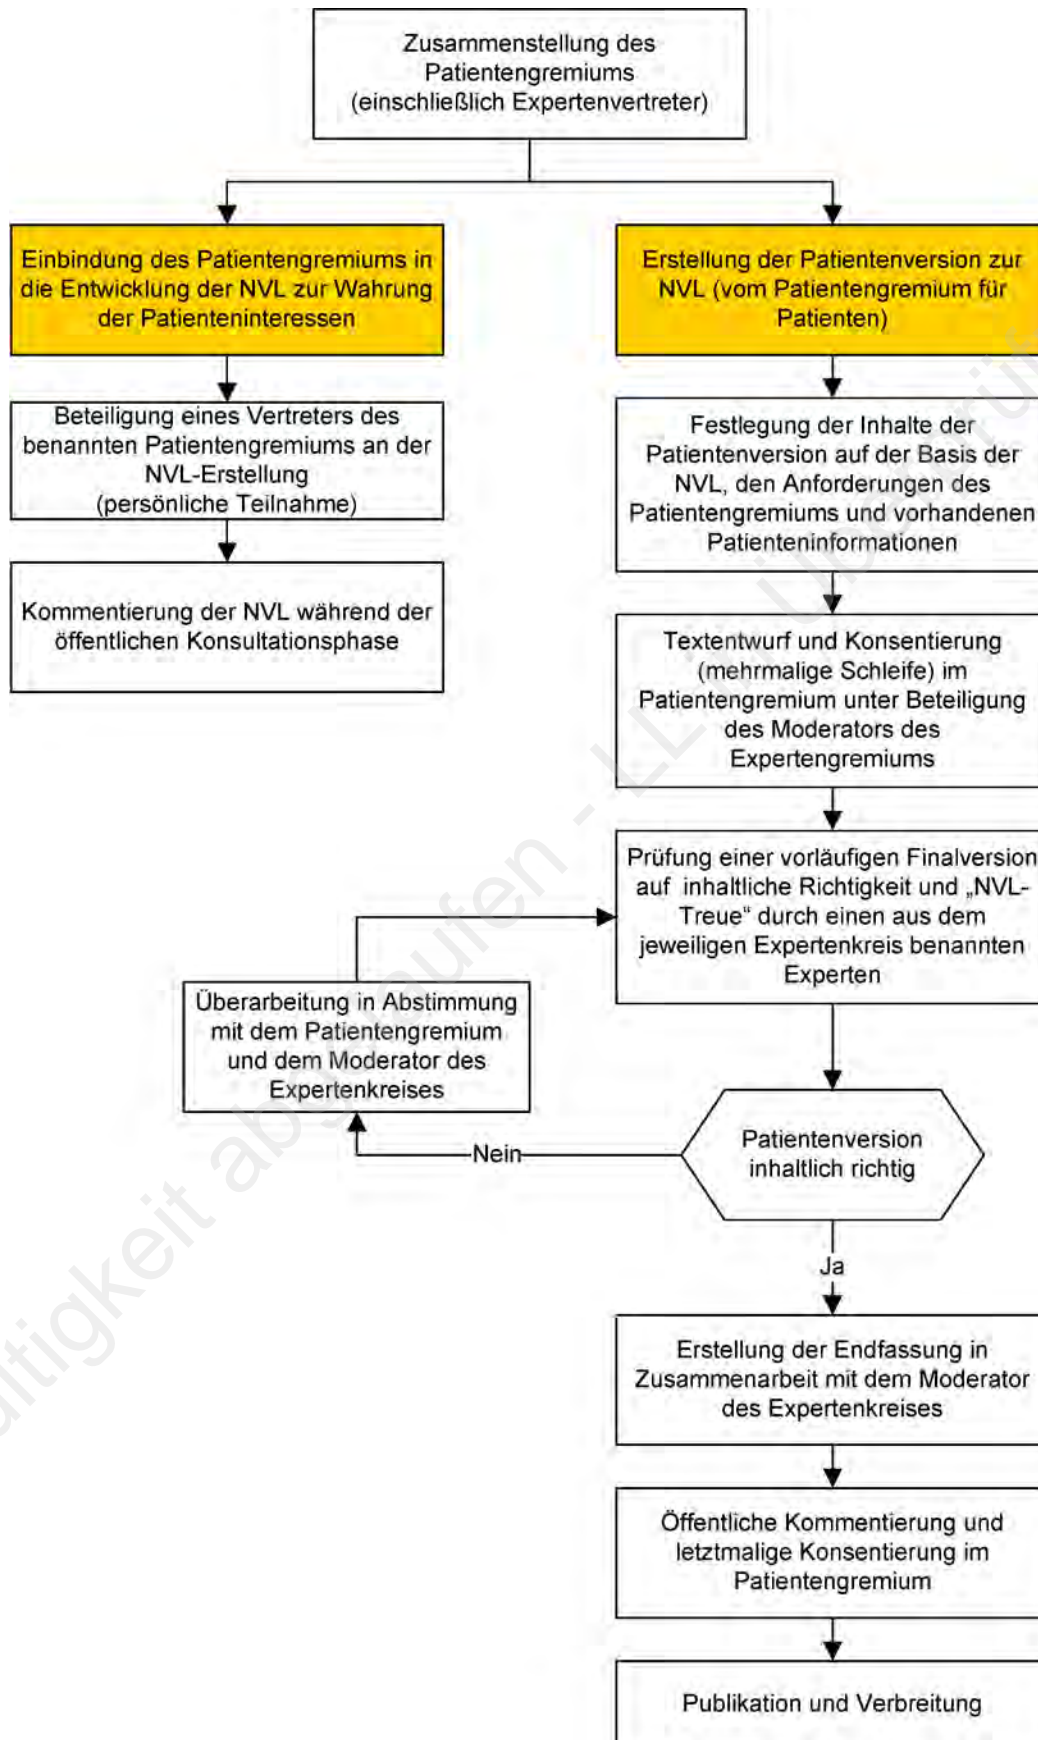 Zusammenstellung des
Patientengremiums
(einschließlich Expertenvertreter)
Einbindung des Patientengremiums in
die Entwicklung der NVL zur Wahrung
der Patienteninteressen
Beteiligung eines Vertreters des
benannten Patientengremiums an der
NVL-Erstellung
(persönliche Teilnahme)
Kommentierung der NVL während der
öffentlichen Konsultationsphase
Erstellung der Patientenversion zur
NVL (vom Patientengremium für
Patienten)
Festlegung der Inhalte der
Patientenversion auf der Basis der
NVL, den Anforderungen des
Patientengremiums und vorhandenen
Patienteninformationen
Textentwurf und Konsentierung
(mehrmalige Schleife) im
Patientengremium unter Beteiligung
des Moderators des
Expertengremiums
Prüfung einer vorläufigen Finalversion
auf inhaltliche Richtigkeit und „NVL-
Treue“ durch einen aus dem
jeweiligen Expertenkreis benannten
Experten
Überarbeitung in Abstimmung
mit dem Patientengremium
und dem Moderator des
Expertenkreises
Patientenversion
inhaltlich richtig
Nein
Ja
Erstellung der Endfassung in
Zusammenarbeit mit dem Moderator
des Expertenkreises
Öffentliche Kommentierung und
letztmalige Konsentierung im
Patientengremium
Publikation und Verbreitung
abgelaufen - LL in